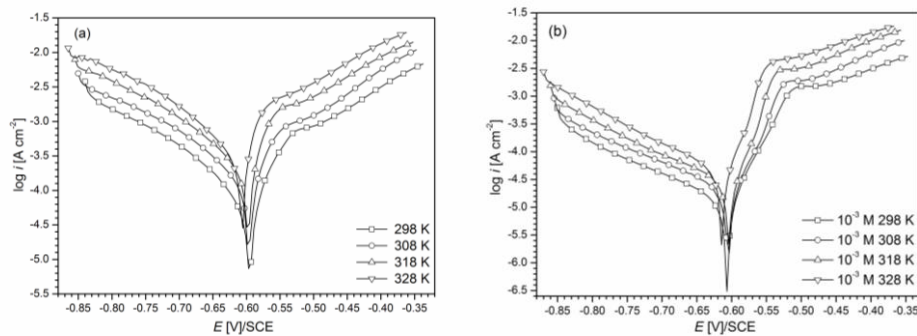 (a)
-1.5
-2.0
-2.5
-3.0
-3.5
-4.0
-4.5
-5.0
-5.5
log i [A cm⁻²]
298 K
308 K
318 K
328 K
-0.85 -0.80 -0.75 -0.70 -0.65 -0.60 -0.55 -0.50 -0.45 -0.40 -0.35
E [V]/SCE
(b)
-1.5
-2.0
-2.5
-3.0
-3.5
-4.0
-4.5
-5.0
-5.5
-6.0
-6.5
log i [A cm⁻²]
10⁻³ M 298 K
10⁻³ M 308 K
10⁻³ M 318 K
10⁻³ M 328 K
-0.85 -0.80 -0.75 -0.70 -0.65 -0.60 -0.55 -0.50 -0.45 -0.40 -0.35
E [V]/SCE